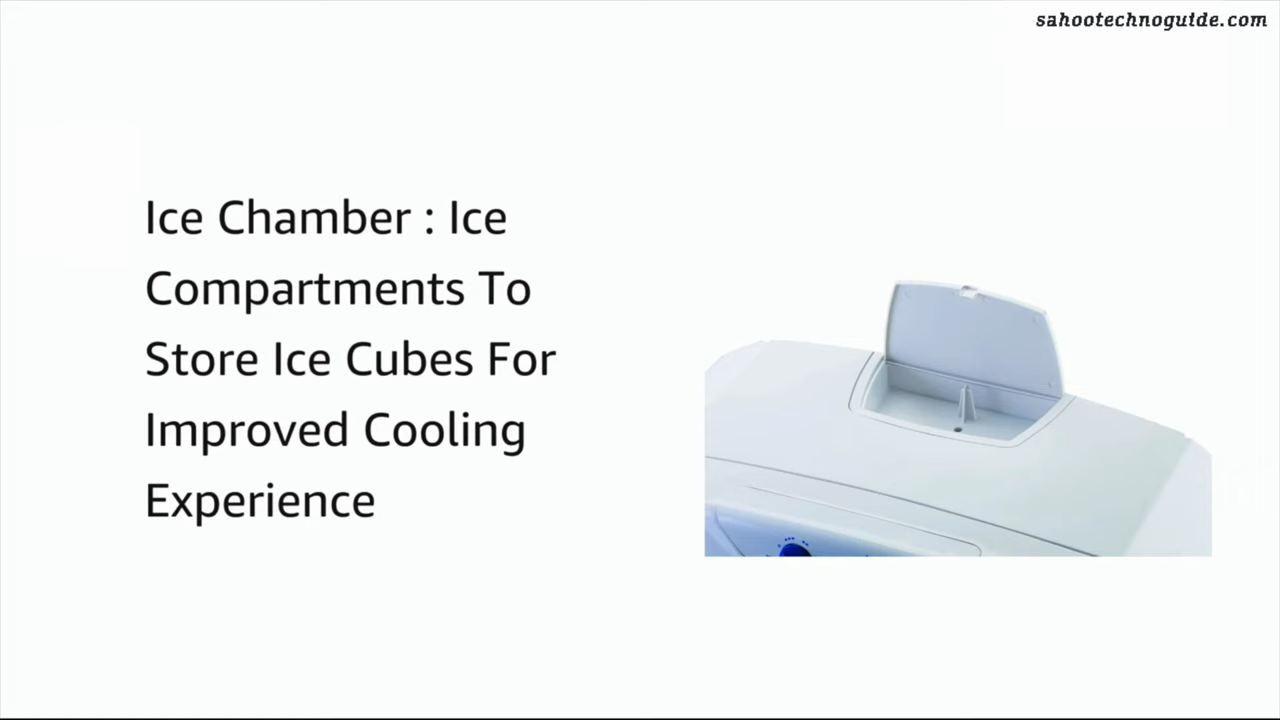 sahootechnoguide.com
Ice Chamber : Ice
Compartments To
Store Ice Cubes For
Improved Cooling
Experience